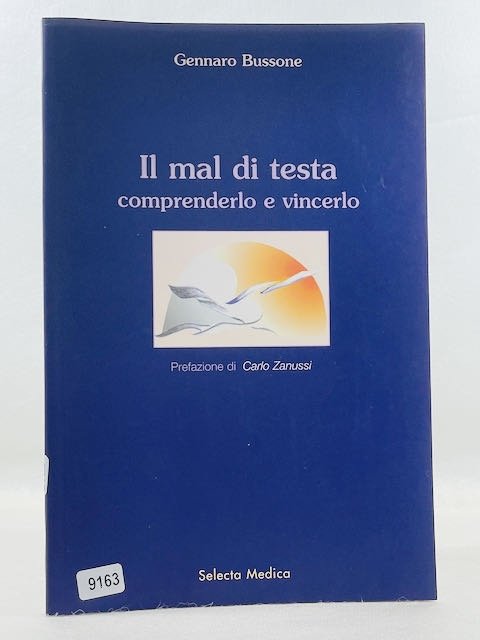 Gennaro Bussone
Il mal di testa
comprenderlo e vincerlo
Prefazione di Carlo Zanussi
9163
Selecta Medica